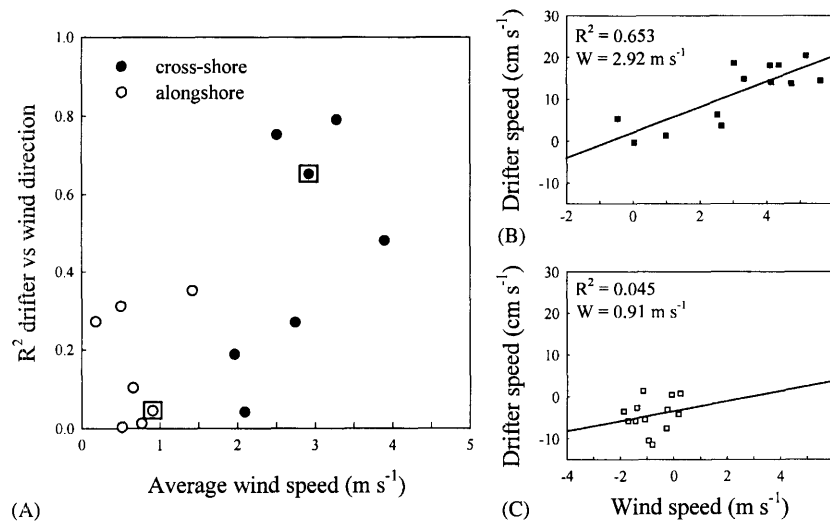 1.0
0.8
0.6
0.4
0.2
0.0
0 1 2 3 4 5
R² drifter vs wind direction
Average wind speed (m s⁻¹)
cross-shore
alongshore
(A)
R² = 0.653
W = 2.92 m s⁻¹
30
20
10
0
-10
-2 0 2 4
Drifter speed (cm s⁻¹)
(B)
R² = 0.045
W = 0.91 m s⁻¹
30
20
10
0
-10
-4 -2 0 2 4 6
Drifter speed (cm s⁻¹)
(C)
Wind speed (m s⁻¹)